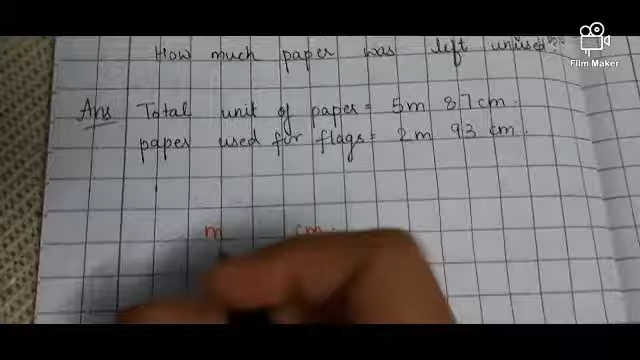 How much paper was left unused
Film Maker
Ans Total unit of paper = 5m 87cm.
paper used for flags = 2m 93 cm.
m cm.